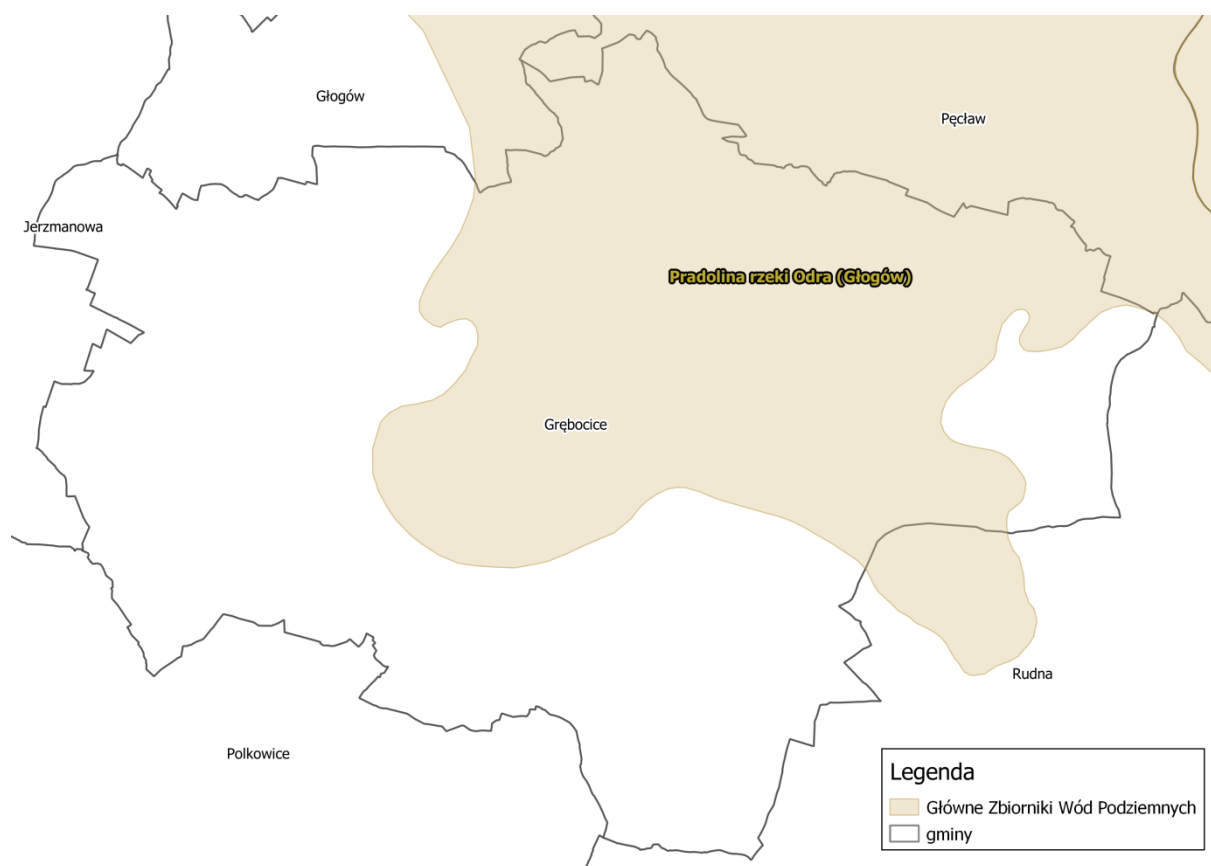 Głogów
Pęcław
Jerzmanowa
Pradolina rzeki Odra (Głogów)
Grębocice
Rudna
Polkowice
Legenda
Główne Zbiorniki Wód Podziemnych
gminy